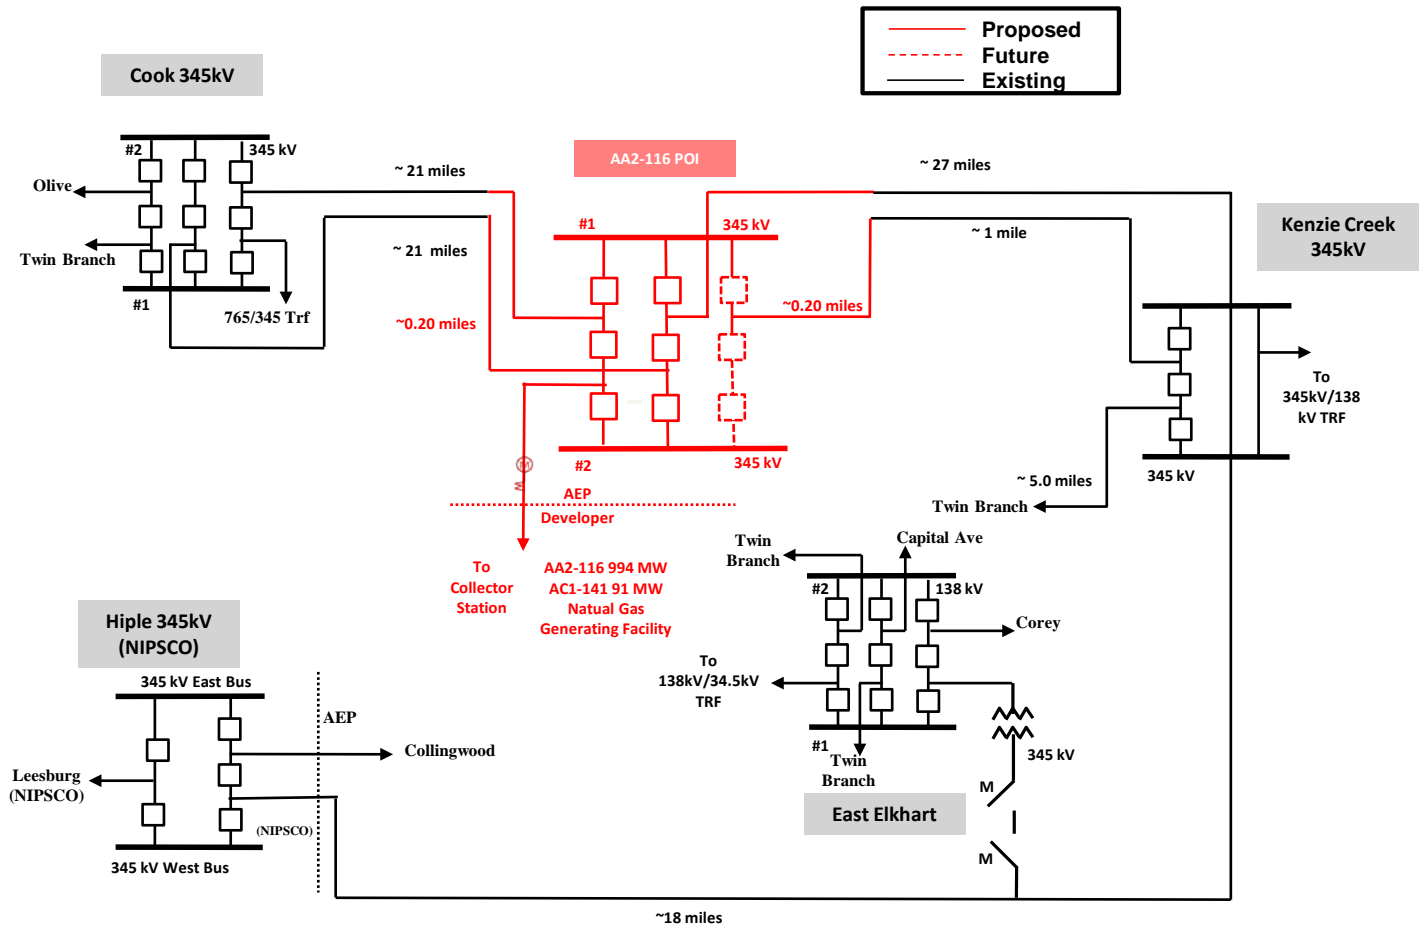 Proposed
Future
Existing
Cook 345kV
#2
345 kV
Olive
Twin Branch
#1
765/345 Trf
~ 21 miles
~ 21 miles
~0.20 miles
AA2-116 POI
#1
345 kV
~ 27 miles
~ 1 mile
~0.20 miles
Kenzie Creek
345kV
To
345kV/138
kV TRF
345 kV
~ 5.0 miles
Twin Branch
#2
345 kV
M
M
AEP
Developer
To
Collector
Station
AA2-116 994 MW
AC1-141 91 MW
Natual Gas
Generating Facility
Twin
Branch
Capital Ave
#2
138 kV
Corey
To
138kV/34.5kV
TRF
#1
Twin
Branch
345 kV
M
M
East Elkhart
Hiple 345kV
(NIPSCO)
345 kV East Bus
AEP
Collingwood
Leesburg
(NIPSCO)
(NIPSCO)
345 kV West Bus
~18 miles